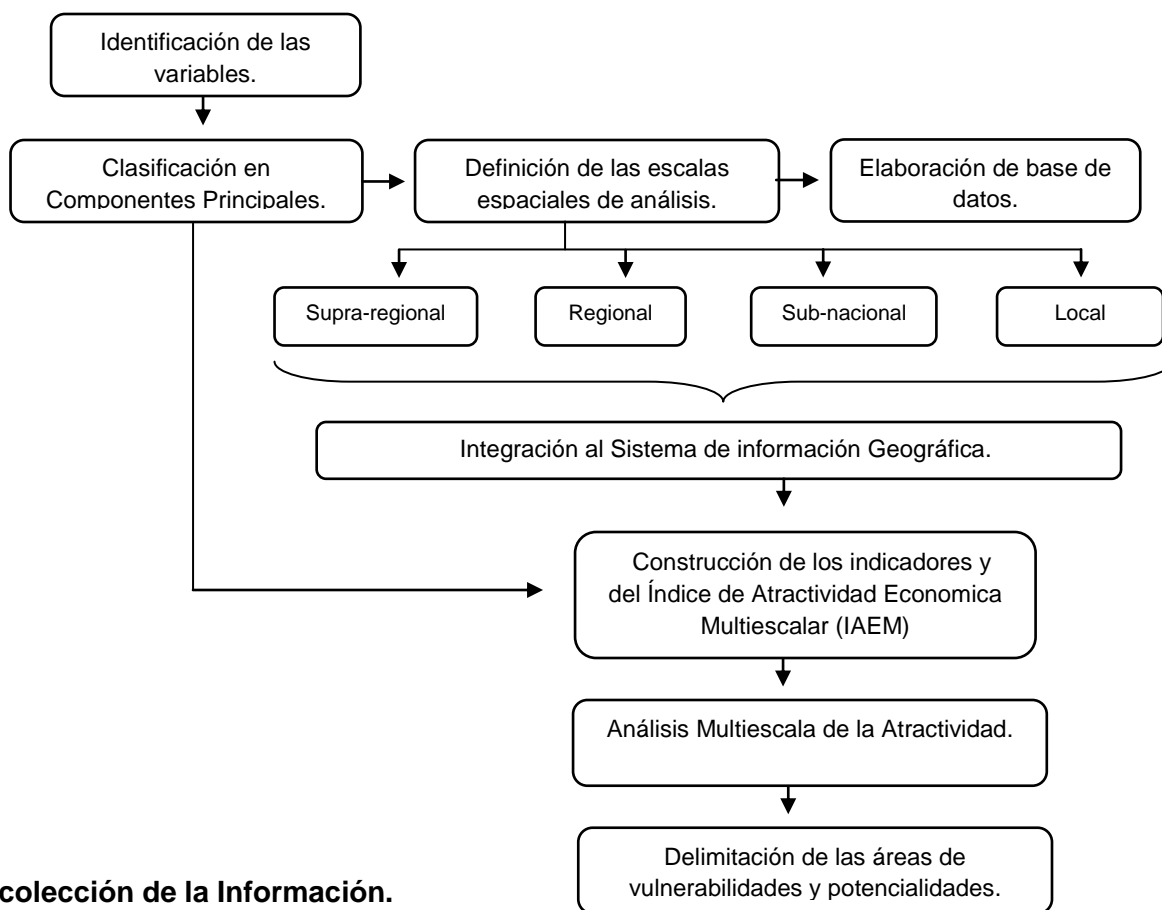 Identificación de las
variables.
Clasificación en
Componentes Principales.
Definición de las escalas
espaciales de análisis.
Elaboración de base de
datos.
Supra-regional
Regional
Sub-nacional
Local
Integración al Sistema de información Geográfica.
Construcción de los indicadores y
del Índice de Atractividad Economica
Multiescalar (IAEM)
Análisis Multiescala de la Atractividad.
Delimitación de las áreas de
vulnerabilidades y potencialidades.
colección de la Información.